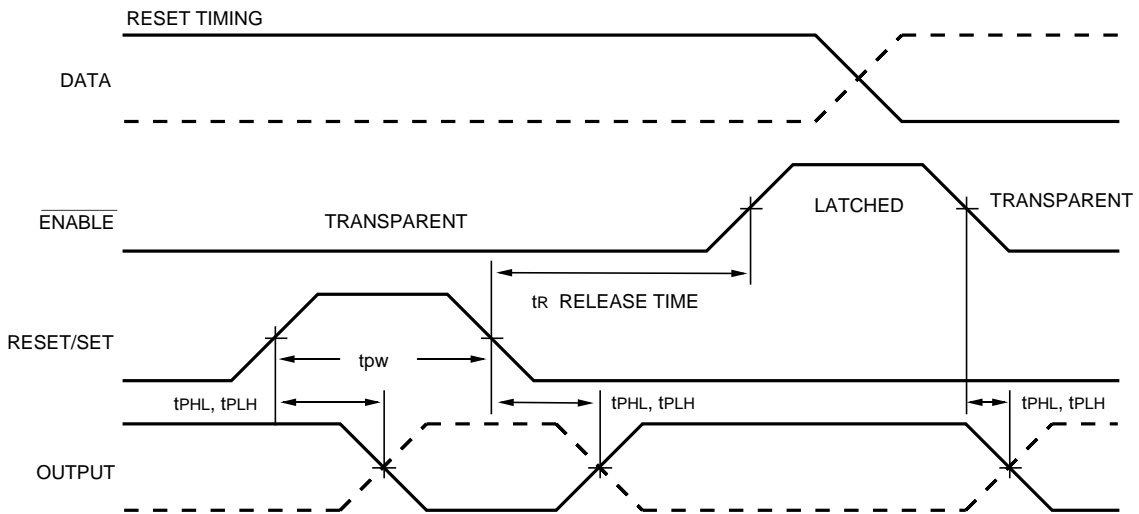 RESET TIMING
DATA
ENABLE
TRANSPARENT
LATCHED
TRANSPARENT
tR RELEASE TIME
RESET/SET
tpw
tPHL, tPLH
tPHL, tPLH
tPHL, tPLH
OUTPUT